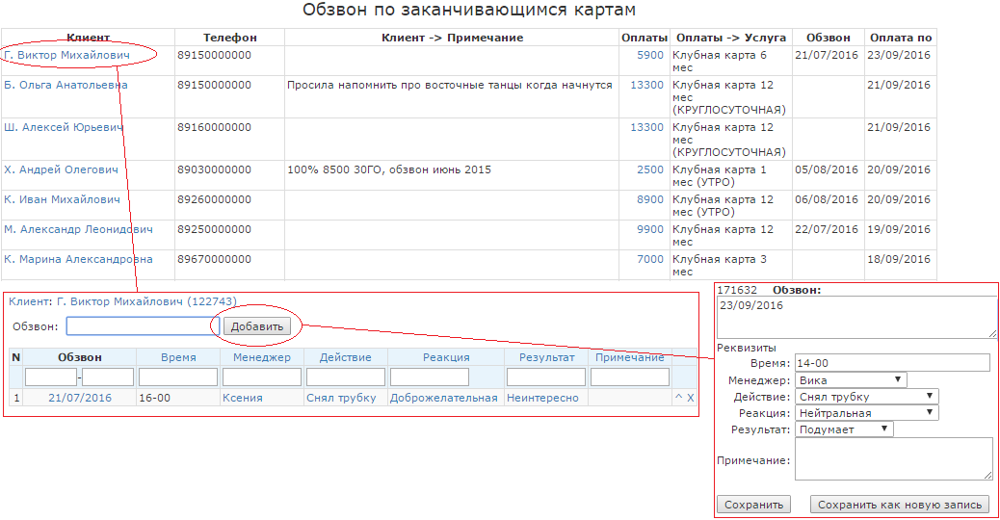 Обзвон по заканчивающимся картам
Клиент Телефон Клиент -> Примечание Оплаты Оплаты -> Услуга Обзвон Оплата по
Г. Виктор Михайлович 89150000000 5900 Клубная карта 6 21/07/2016 23/09/2016
мес
Б. Ольга Анатольевна 89150000000 Просила напомнить про восточные танцы когда начнутся 13300 Клубная карта 12 21/09/2016
мес
(КРУГЛОСУТОЧНАЯ)
Ш. Алексей Юрьевич 89160000000 13300 Клубная карта 12 21/09/2016
мес
(КРУГЛОСУТОЧНАЯ)
Х. Андрей Олегович 89030000000 100% 8500 ЗОГО, обзвон июнь 2015 2500 Клубная карта 1 05/08/2016 20/09/2016
мес (УТРО)
К. Иван Михайлович 89260000000 8900 Клубная карта 12 06/08/2016 20/09/2016
мес (УТРО)
М. Александр Леонидович 89250000000 9900 Клубная карта 12 22/07/2016 19/09/2016
мес
К. Марина Александровна 89670000000 7000 Клубная карта 3 18/09/2016
мес
Клиент: Г. Виктор Михайлович (122743)
Обзвон: Добавить
N Обзвон Время Менеджер Действие Реакция Результат Примечание
-
1 21/07/2016 16-00 Ксения Снял трубку Доброжелательная Неинтересно ^ X
171632 Обзвон:
23/09/2016
Реквизиты
Время: 14-00
Менеджер: Вика
Действие: Снял трубку
Реакция: Нейтральная
Результат: Подумает
Примечание:
Сохранить Сохранить как новую запись